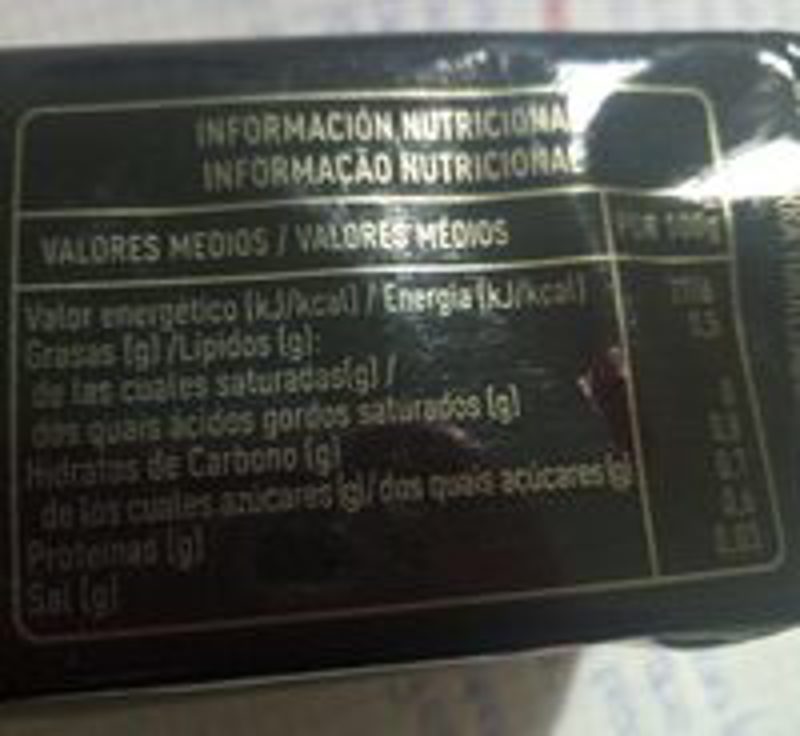 INFORMACIÓN NUTRICIONAL
INFORMAÇÃO NUTRICIONAL
VALORES MEDIOS / VALORES MÉDIOS
POR 100g
Valor energético (kJ/kcal) / Energia (kJ/kcal)
Grasas (g) /Lípidos (g):
de las cuales saturadas(g) /
dos quais ácidos gordos saturados (g)
Hidratos de Carbono (g)
de los cuales azúcares (g)/ dos quais açúcares (g)
Proteínas (g)
Sal (g)